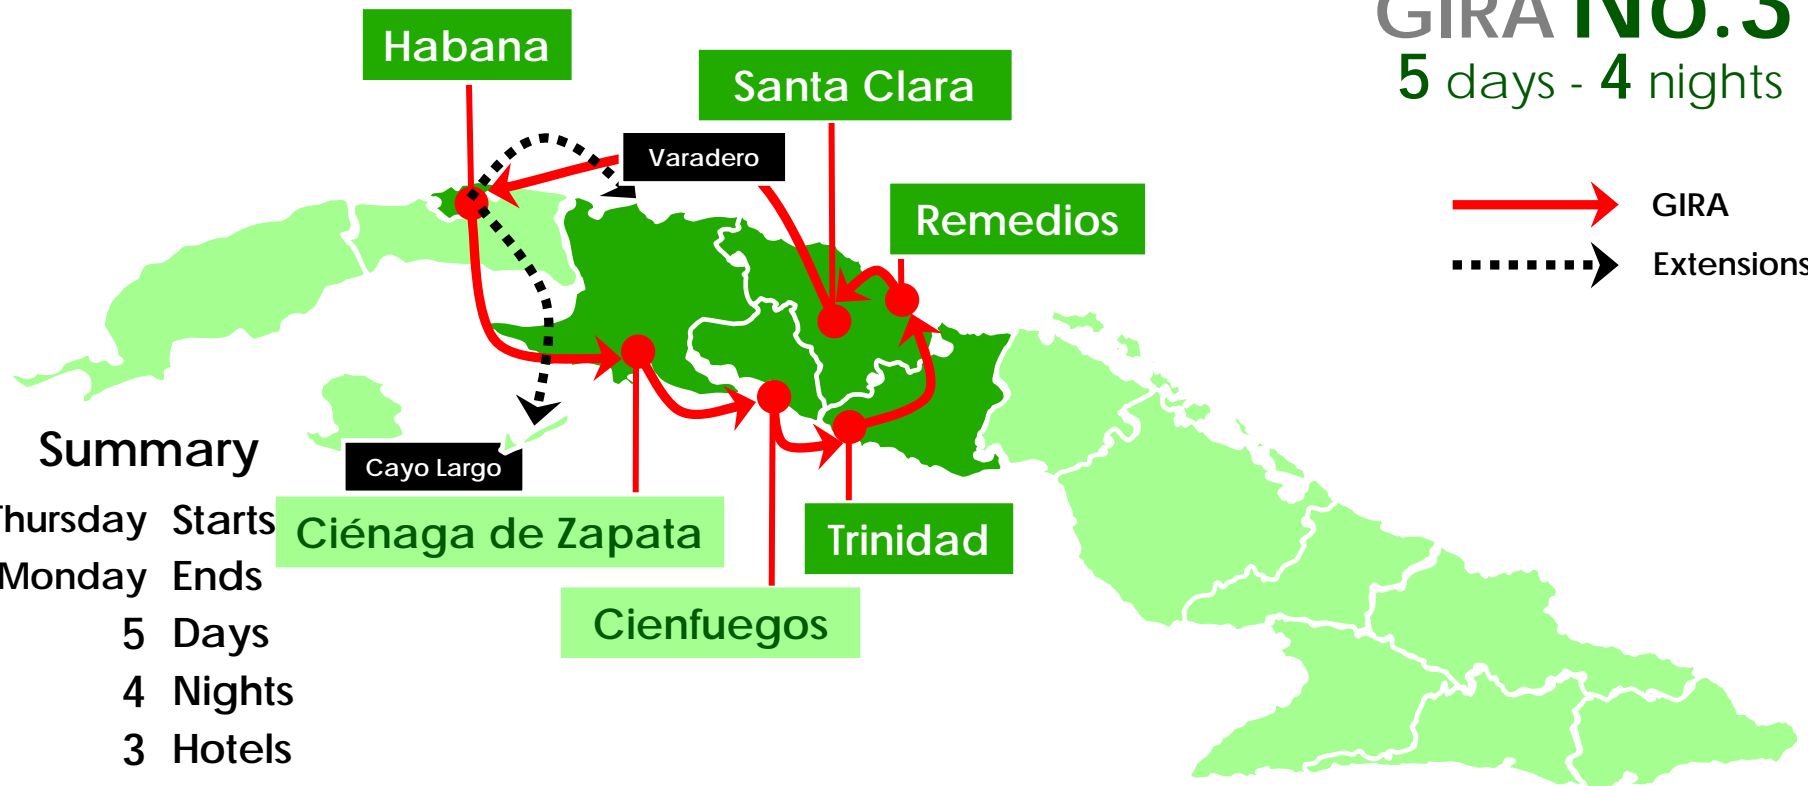 GIRA No.3
5 days - 4 nights
Habana
Santa Clara
Varadero
Remedios
GIRA
Extensions
Summary
Thursday Starts
Monday Ends
5 Days
4 Nights
3 Hotels
Cayo Largo
Ciénaga de Zapata
Trinidad
Cienfuegos